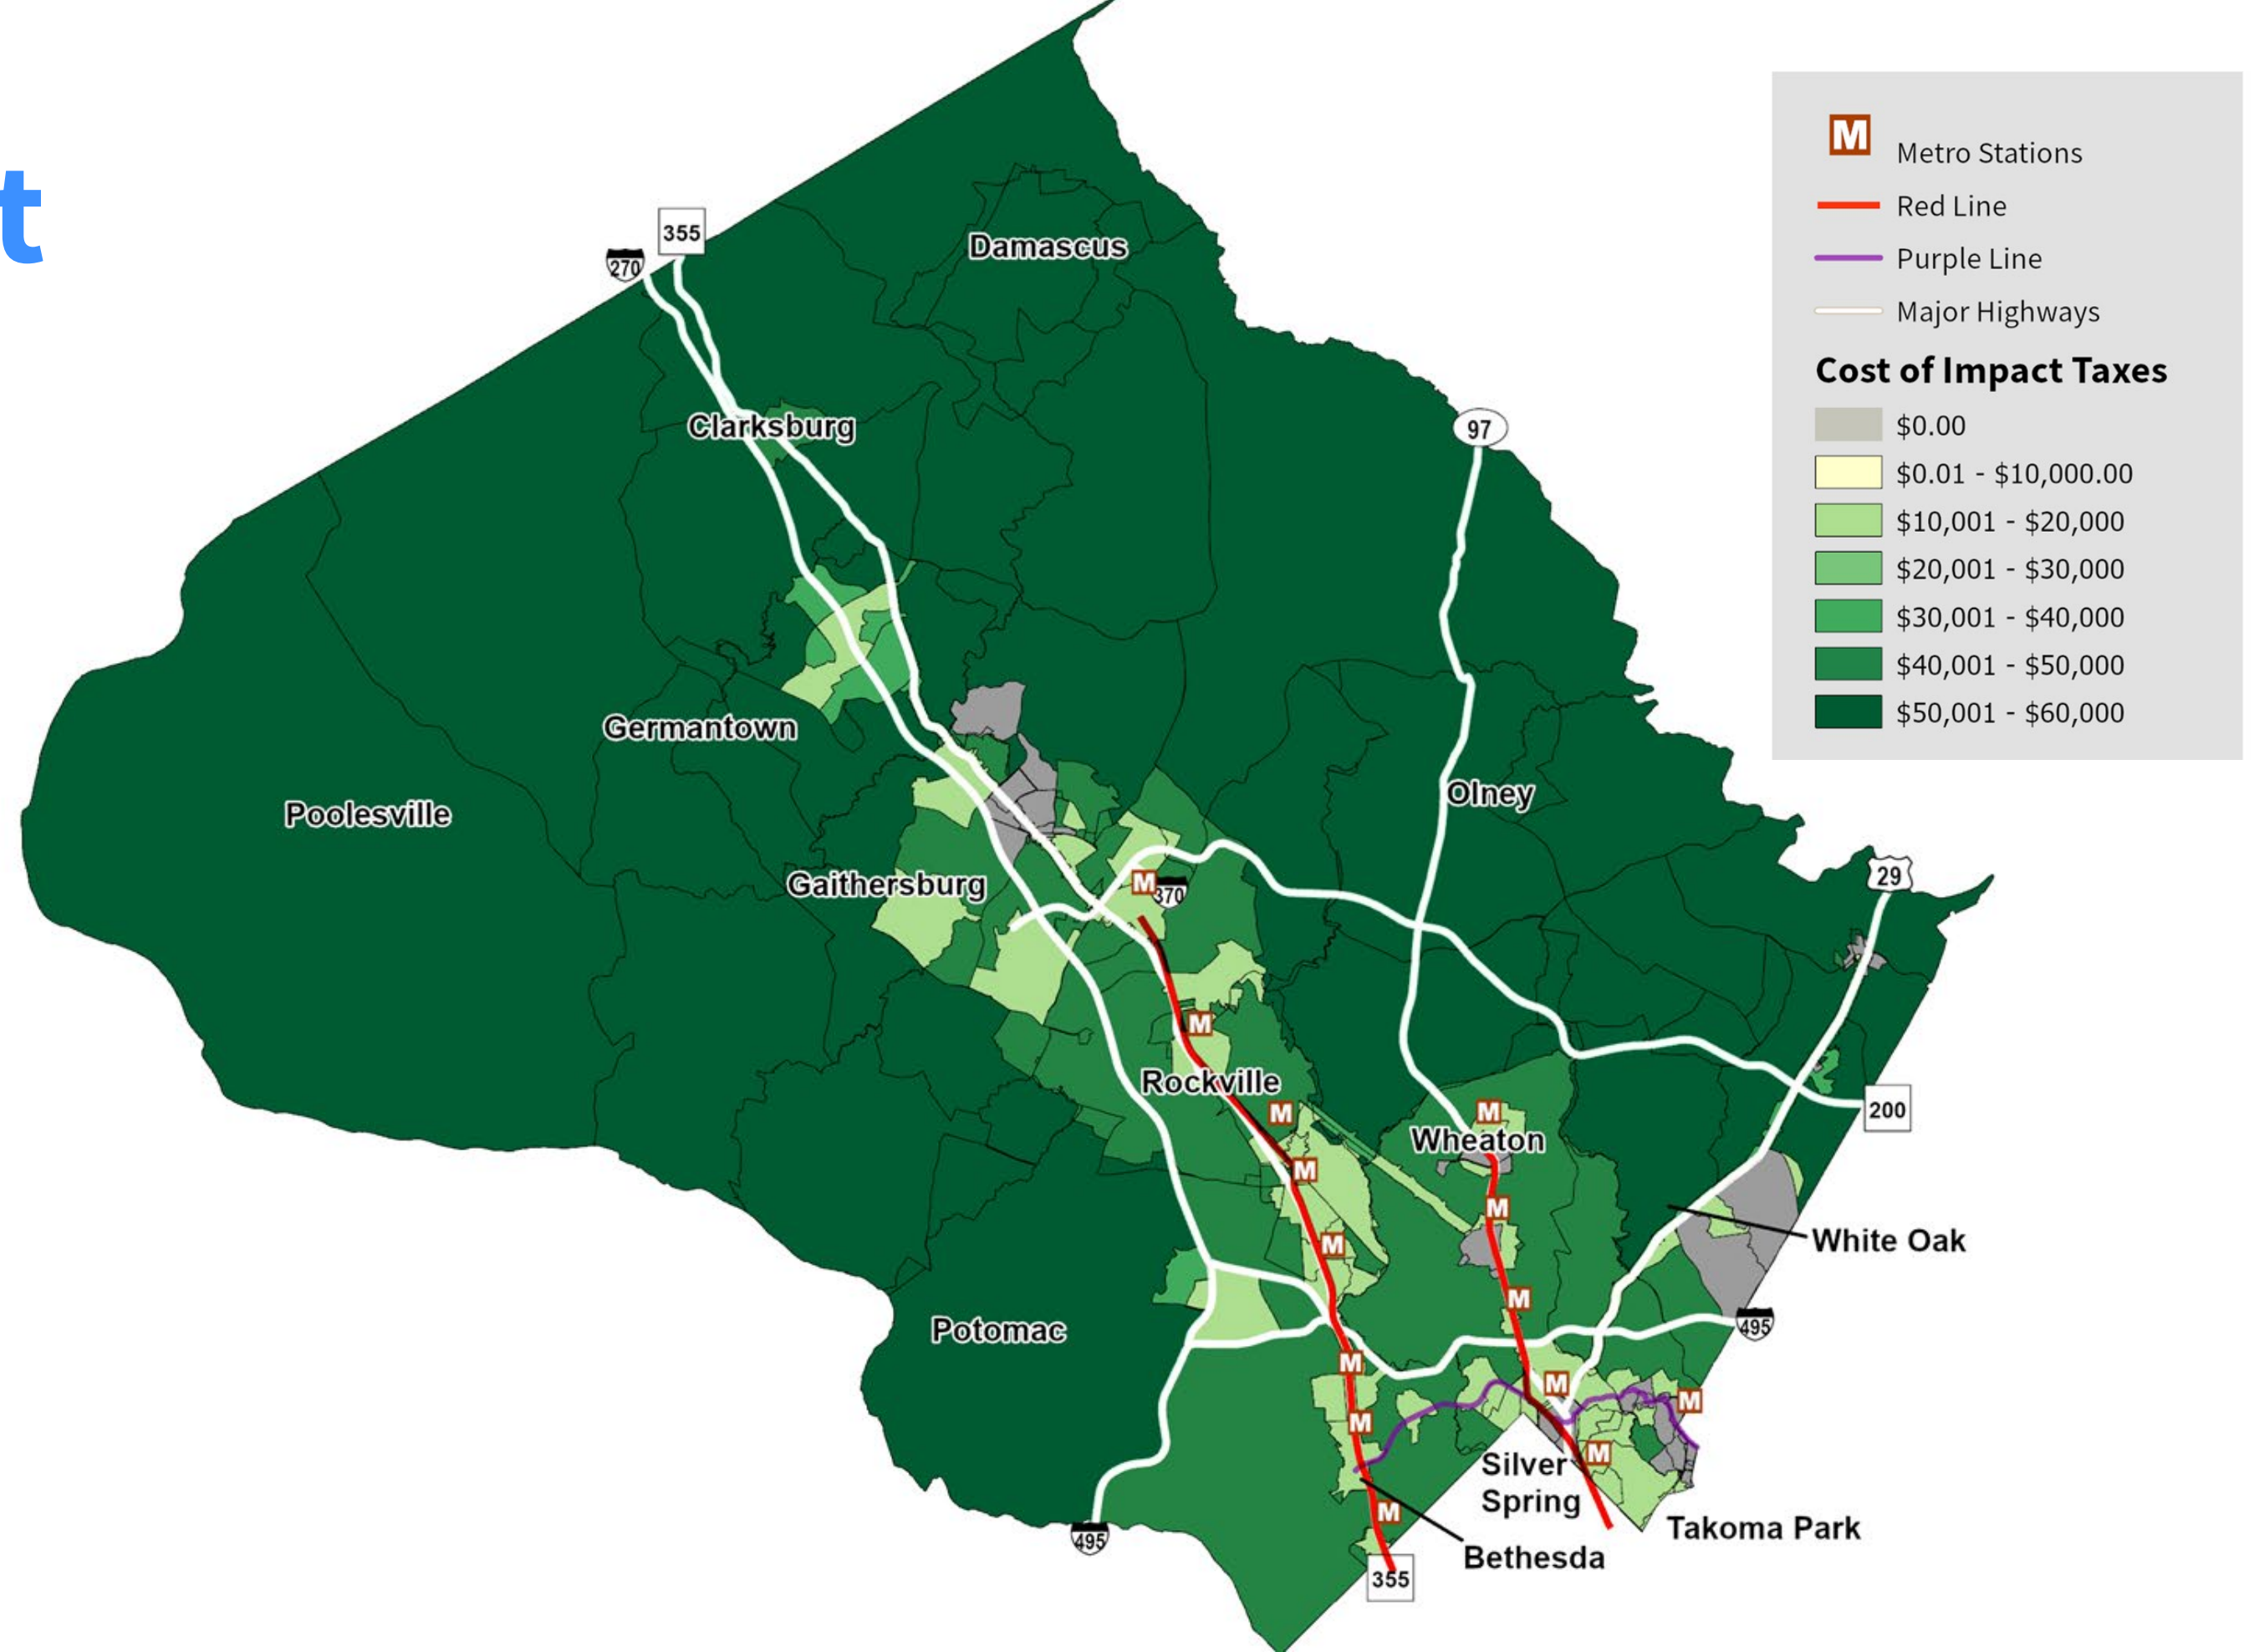 t
M
Metro Stations
Red Line
Purple Line
Major Highways
Cost of Impact Taxes
$0.00
$0.01 - $10,000.00
$10,001 - $20,000
$20,001 - $30,000
$30,001 - $40,000
$40,001 - $50,000
$50,001 - $60,000
355
270
Damascus
Clarksburg
97
Germantown
Olney
Poolesville
29
Gaithersburg
M
370
M
Rockville
200
M
M
Wheaton
M
M
White Oak
M
M
495
Potomac
M
M
M
M
M
Silver
Spring
M
Takoma Park
495
Bethesda
355